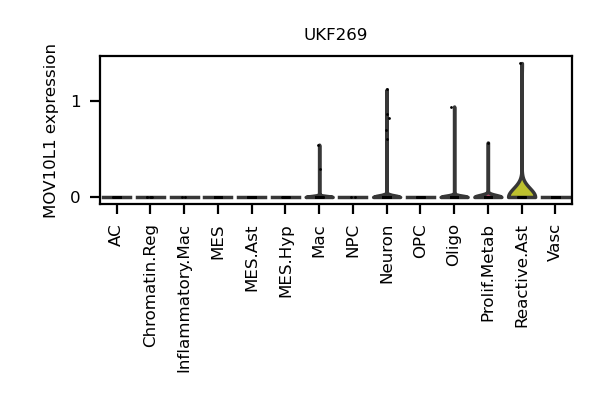 UKF269
MOV10L1 expression
1
0
AC
Chromatin.Reg
Inflammatory.Mac
MES
MES.Ast
MES.Hyp
Mac
NPC
Neuron
OPC
Oligo
Prolif.Metab
Reactive.Ast
Vasc